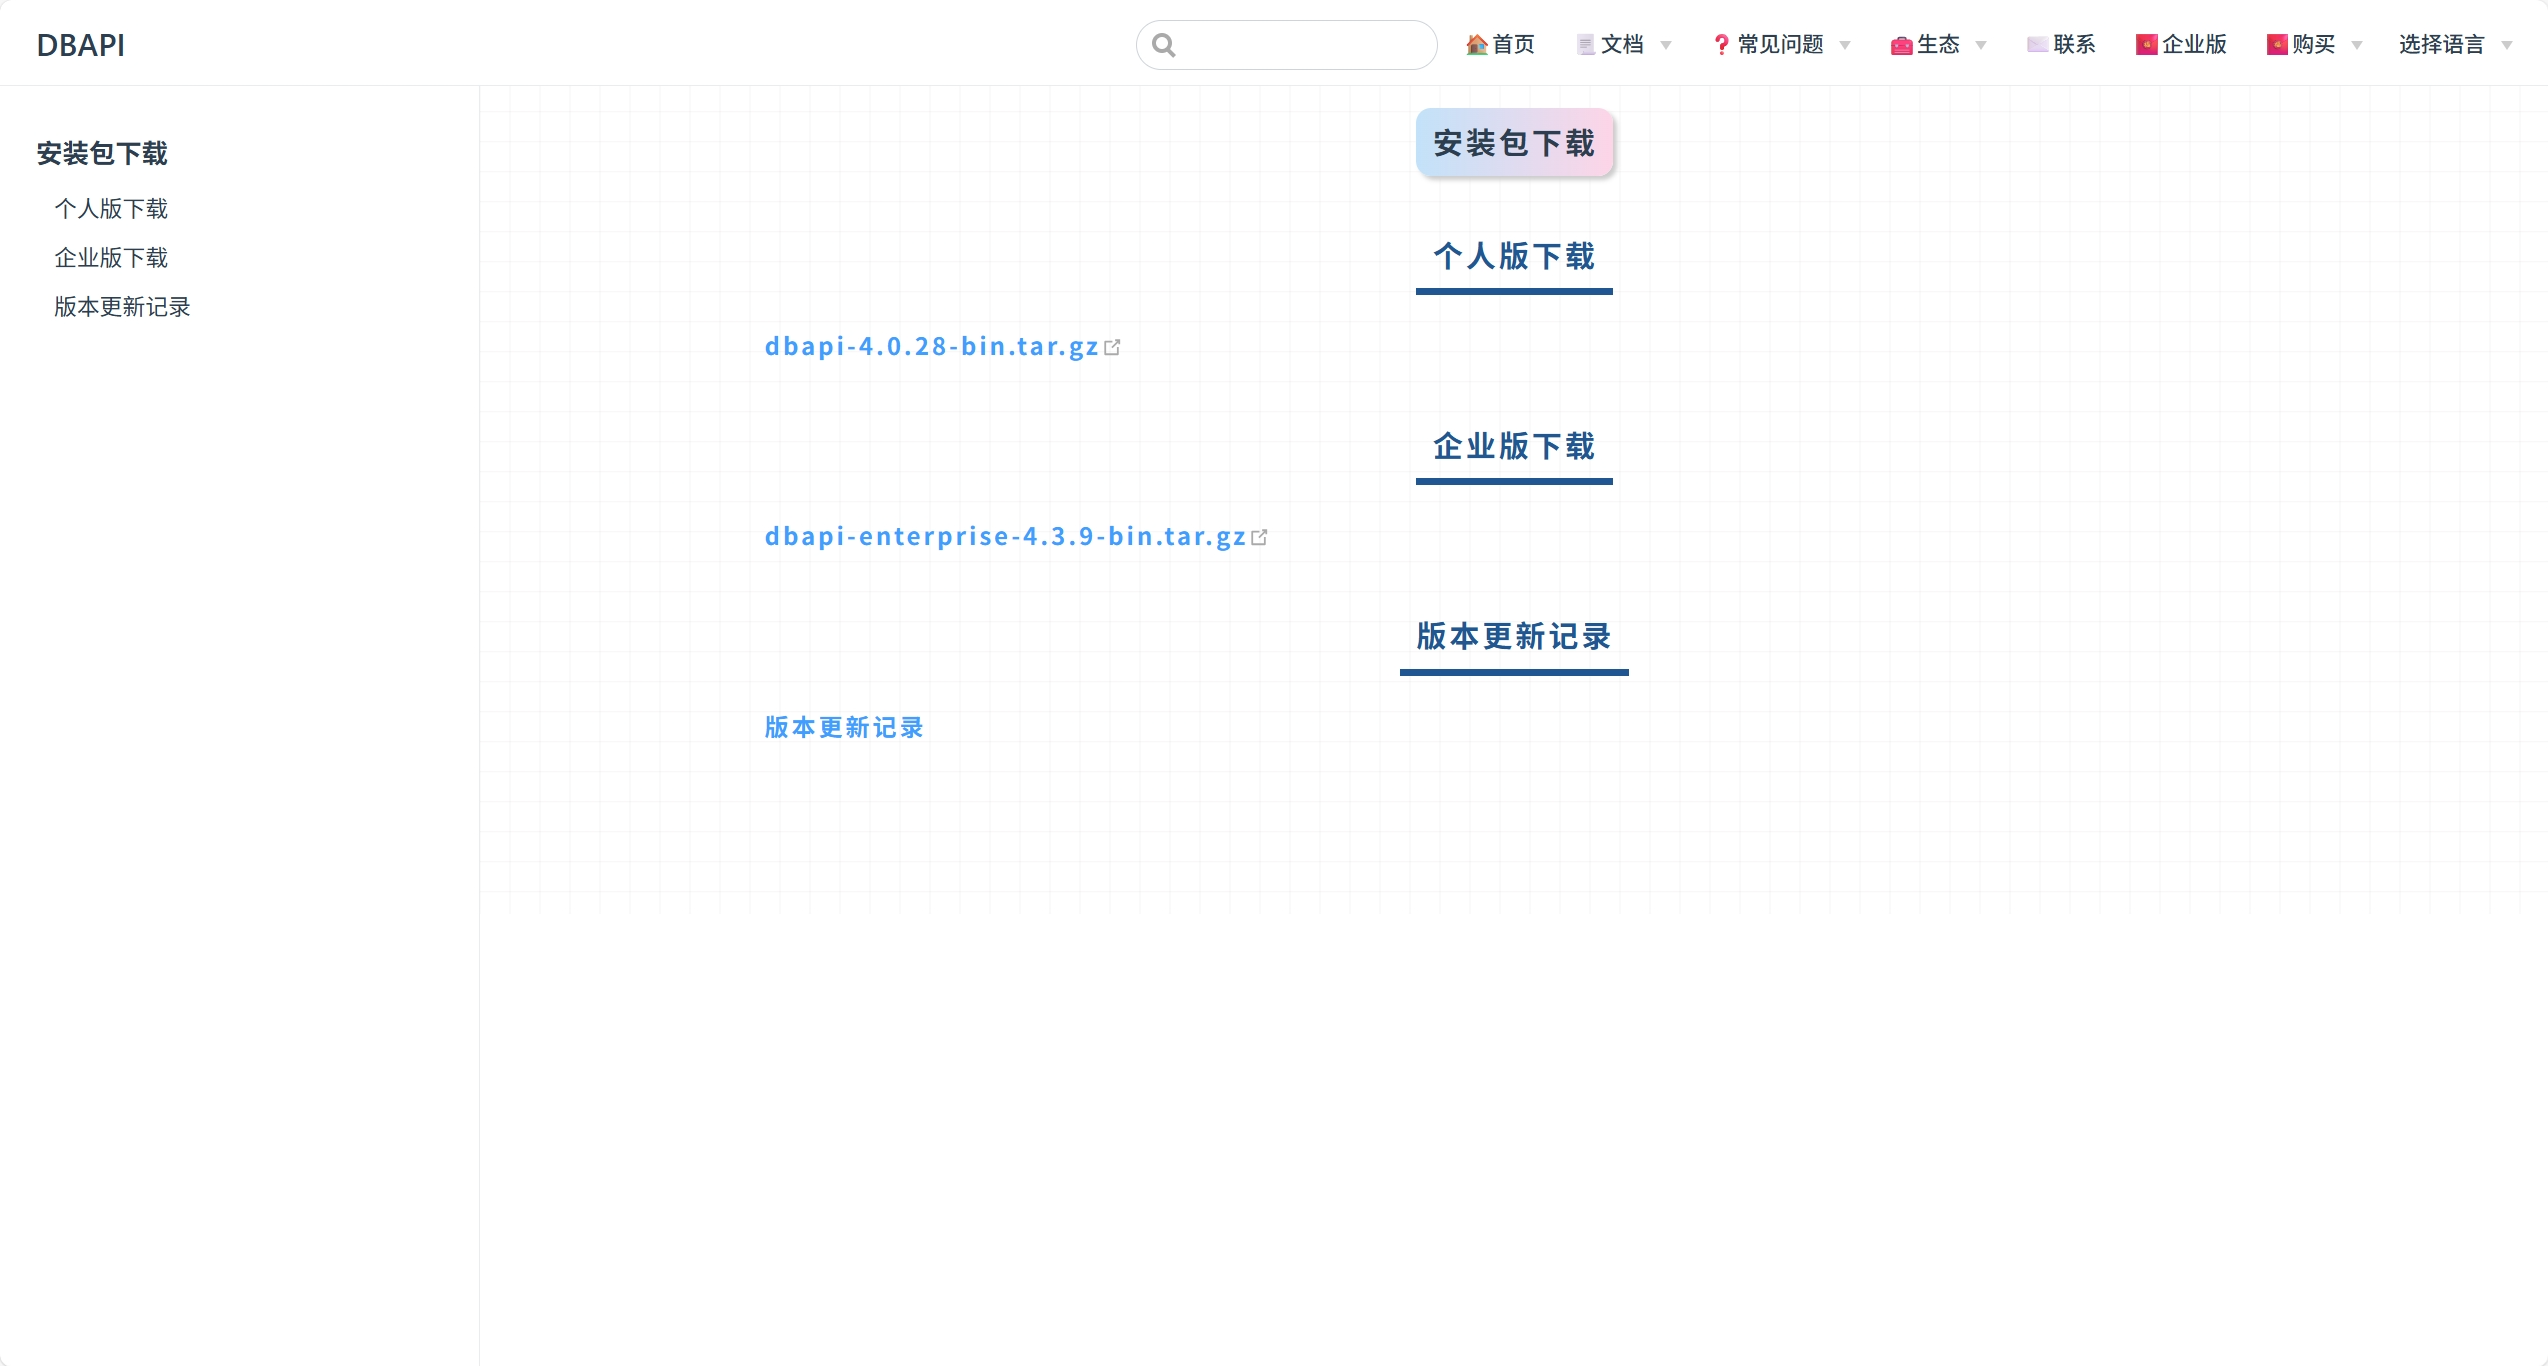 DBAPI
首页
文档
常见问题
生态
联系
企业版
购买
选择语言
安装包下载
个人版下载
企业版下载
版本更新记录
安装包下载
个人版下载
dbapi-4.0.28-bin.tar.gz
企业版下载
dbapi-enterprise-4.3.9-bin.tar.gz
版本更新记录
版本更新记录